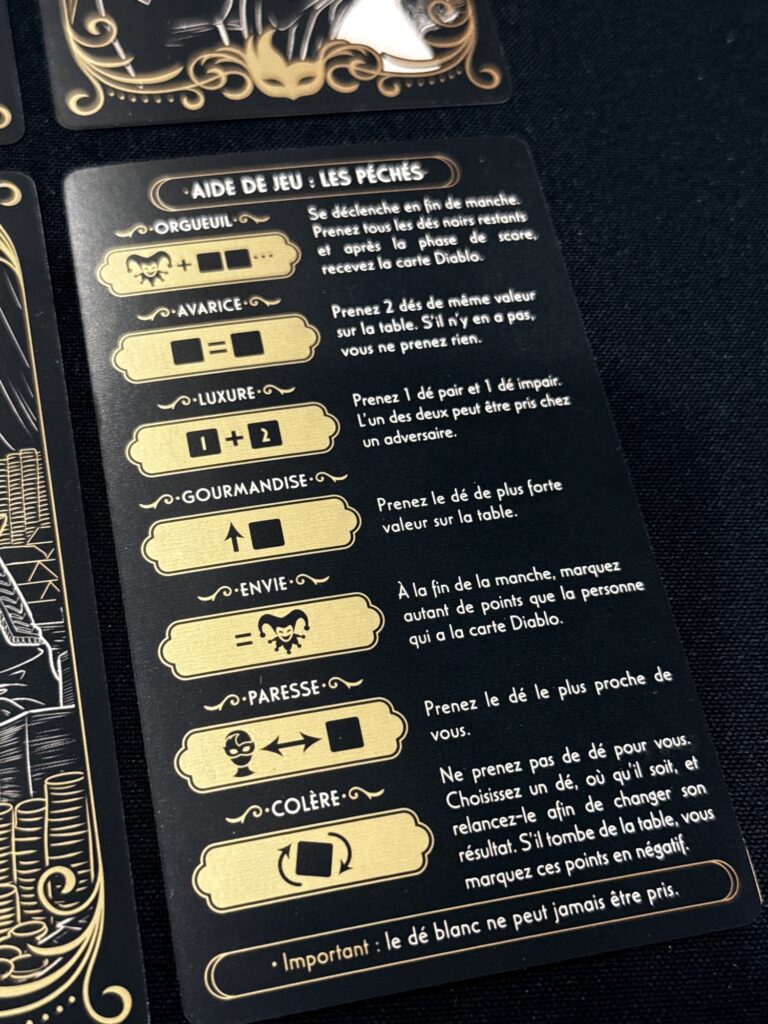 AIDE DE JEU : LES PÉCHÉS
ORGUEIL
+ ...
Se déclenche en fin de manche.
Prenez tous les dés noirs restants
et après la phase de score,
recevez la carte Diablo.
AVARICE
=
Prenez 2 dés de même valeur
sur la table. S'il n'y en a pas,
vous ne prenez rien.
LUXURE
1 + 2
Prenez 1 dé pair et 1 dé impair.
L'un des deux peut être pris chez
un adversaire.
GOURMANDISE
Prenez le dé de plus forte
valeur sur la table.
ENVIE
=
À la fin de la manche, marquez
autant de points que la personne
qui a la carte Diablo.
PARESSE
Prenez le dé le plus proche de
vous.
COLÈRE
Ne prenez pas de dé pour vous.
Choisissez un dé, où qu'il soit, et
relancez-le afin de changer son
résultat. S'il tombe de la table, vous
marquez ces points en négatif.
• Important : le dé blanc ne peut jamais être pris.